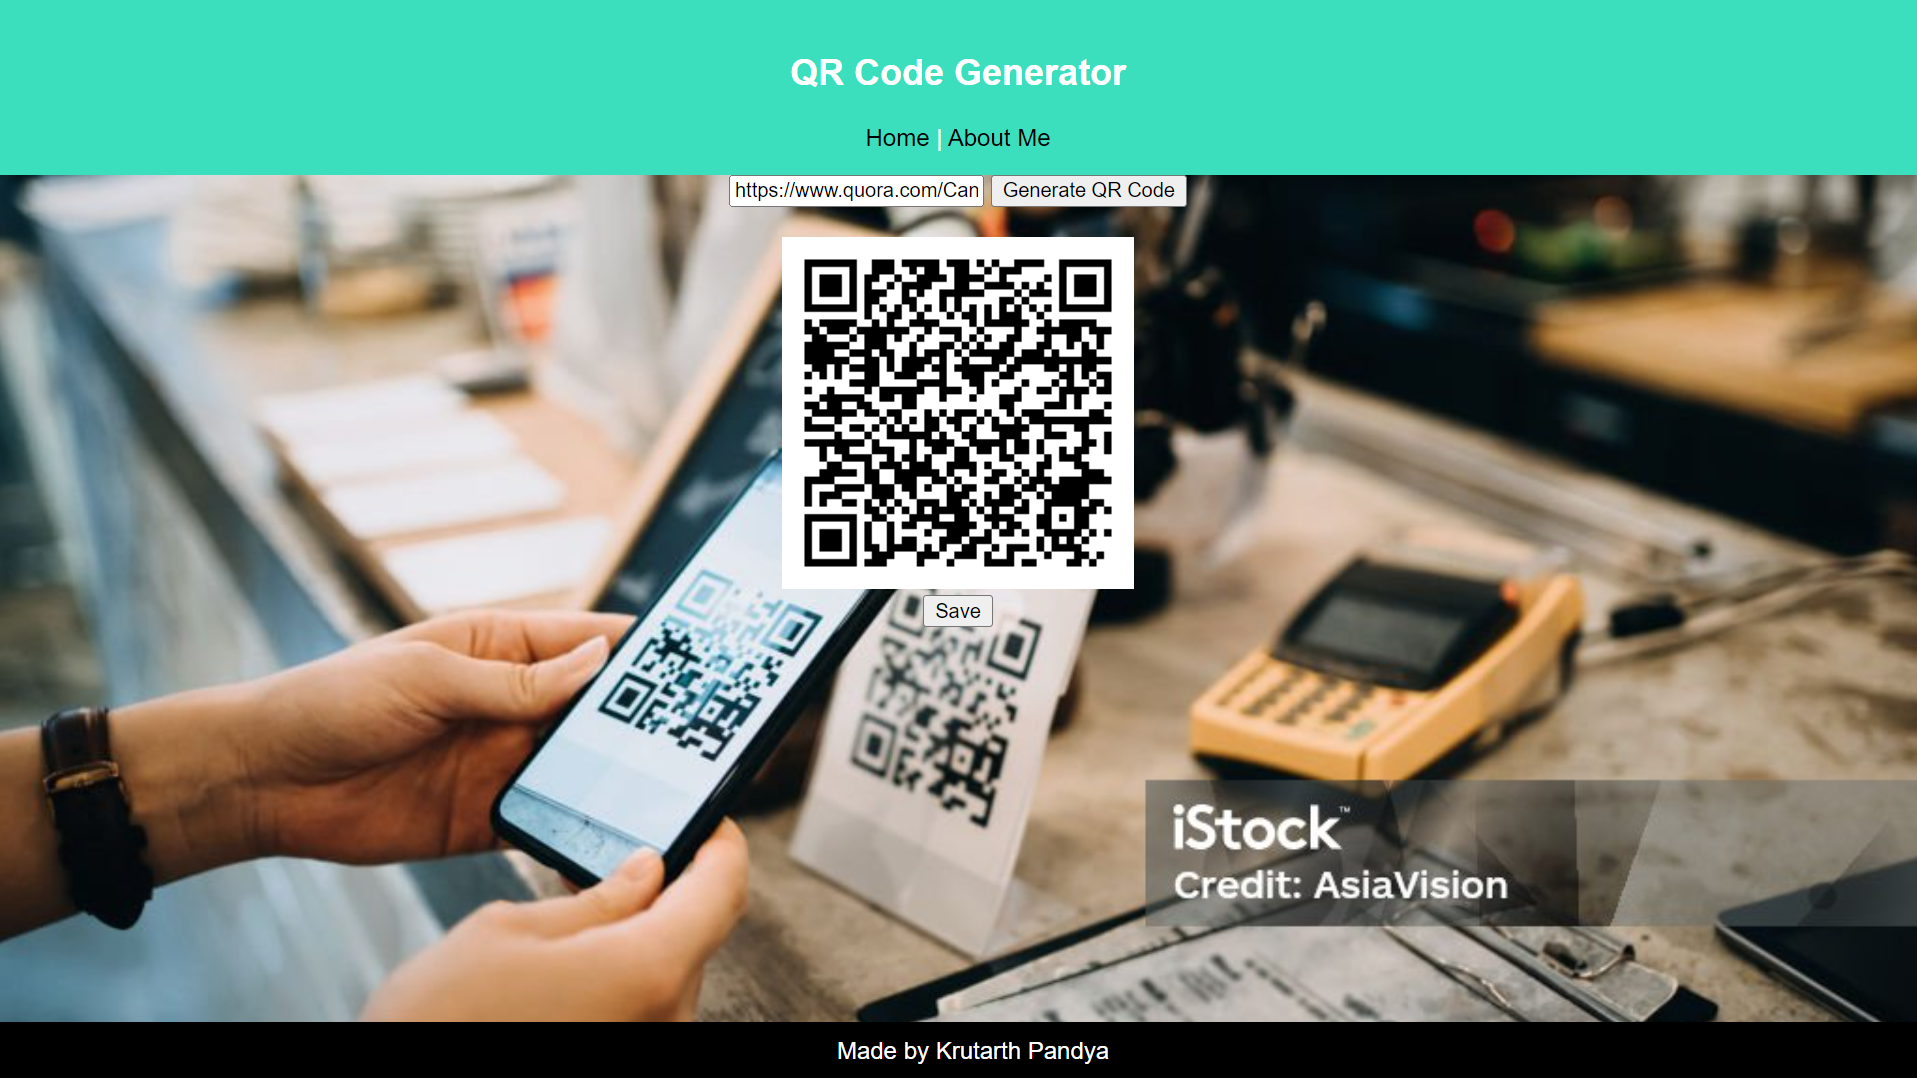 QR Code Generator
Home | About Me
https://www.quora.com/Can
Generate QR Code
Save
iStock™
Credit: AsiaVision
Made by Krutarth Pandya